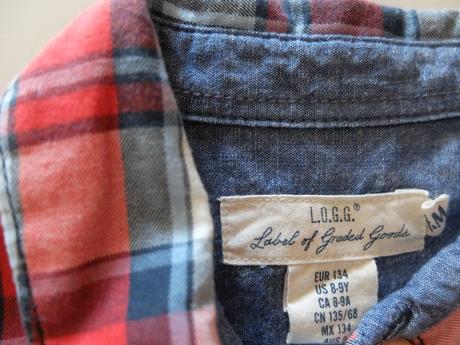 L.O.G.G.®
Label of Graded Goods
EUR 134
US 8-9Y
CA 8-9A
CN 135/68
MX 134